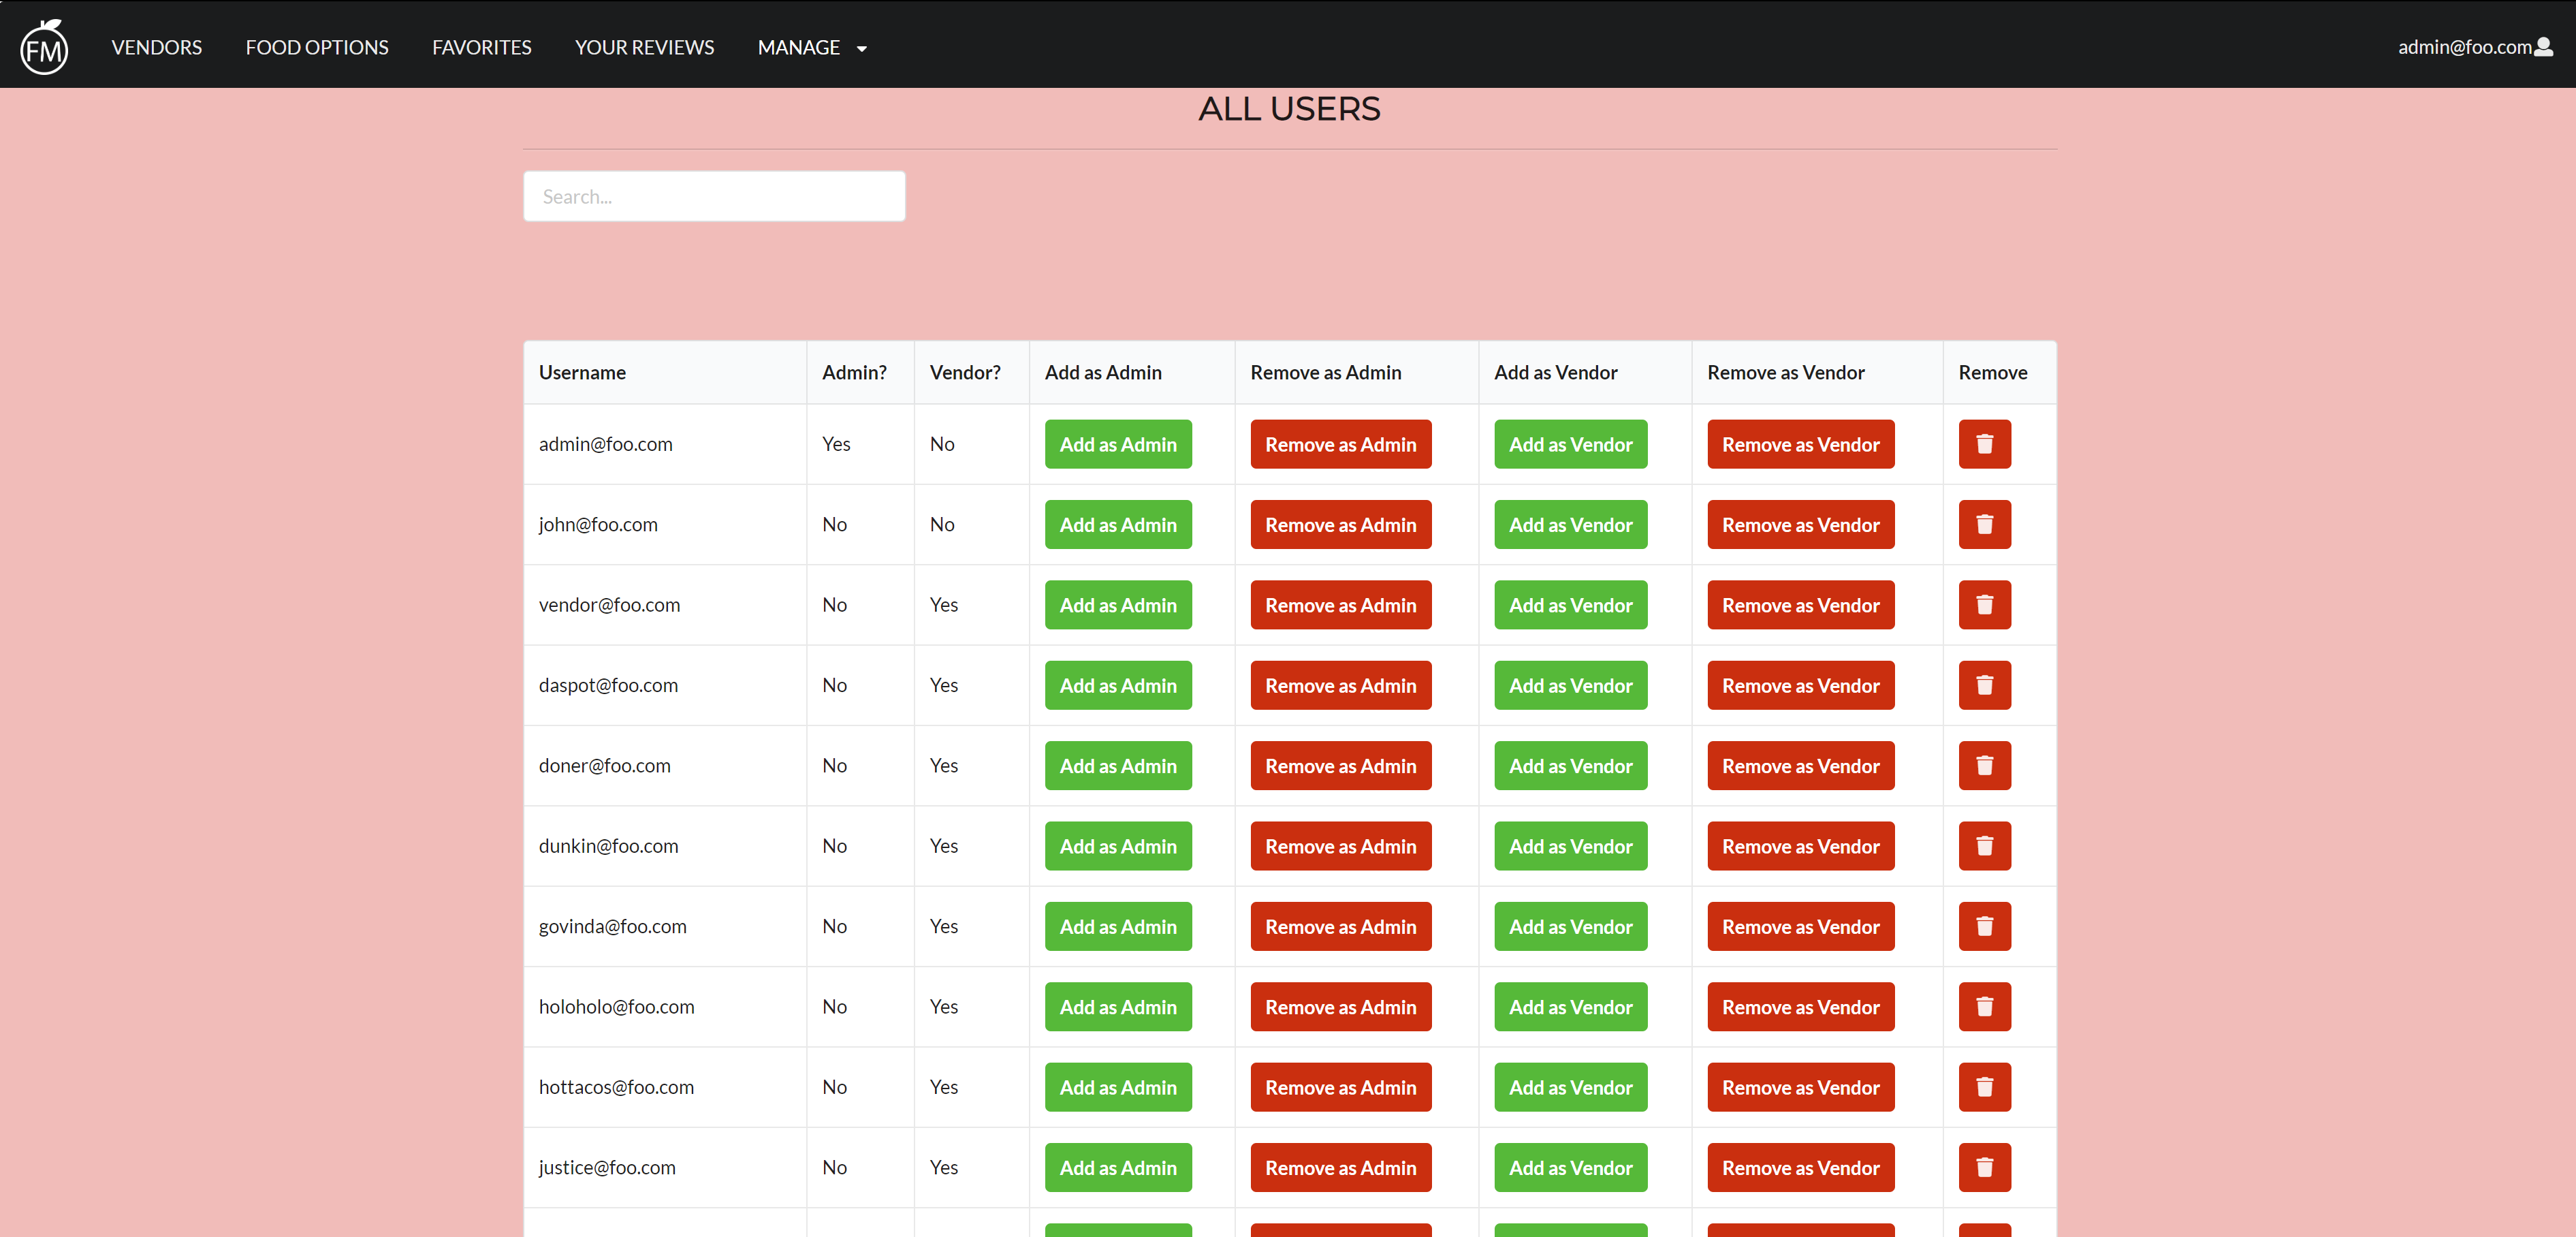 FM VENDORS FOOD OPTIONS FAVORITES YOUR REVIEWS MANAGE admin@foo.com
ALL USERS
Search...
Username Admin? Vendor? Add as Admin Remove as Admin Add as Vendor Remove as Vendor Remove
admin@foo.com Yes No Add as Admin Remove as Admin Add as Vendor Remove as Vendor
john@foo.com No No Add as Admin Remove as Admin Add as Vendor Remove as Vendor
vendor@foo.com No Yes Add as Admin Remove as Admin Add as Vendor Remove as Vendor
daspot@foo.com No Yes Add as Admin Remove as Admin Add as Vendor Remove as Vendor
doner@foo.com No Yes Add as Admin Remove as Admin Add as Vendor Remove as Vendor
dunkin@foo.com No Yes Add as Admin Remove as Admin Add as Vendor Remove as Vendor
govinda@foo.com No Yes Add as Admin Remove as Admin Add as Vendor Remove as Vendor
holoholo@foo.com No Yes Add as Admin Remove as Admin Add as Vendor Remove as Vendor
hottacos@foo.com No Yes Add as Admin Remove as Admin Add as Vendor Remove as Vendor
justice@foo.com No Yes Add as Admin Remove as Admin Add as Vendor Remove as Vendor